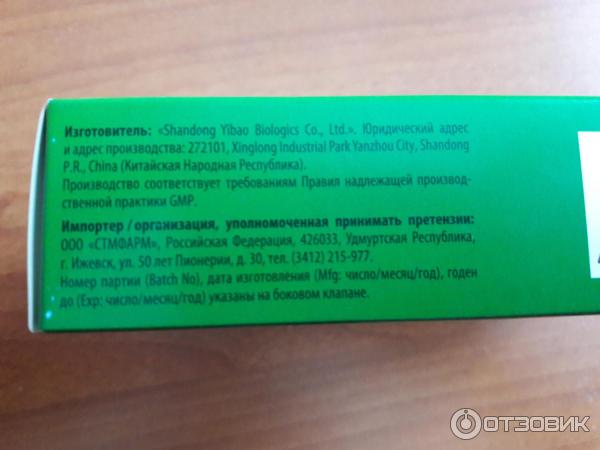 Изготовитель: «Shandong Yibao Biologics Co., Ltd.». Юридический адрес
и адрес производства: 272101, Xinglong Industrial Park Yanzhou City, Shandong
P.R., China (Китайская Народная Республика).
Производство соответствует требованиям Правил надлежащей производ-
ственной практики GMP.
Импортер / организация, уполномоченная принимать претензии:
ООО «СТМФАРМ», Российская Федерация, 426033, Удмуртская Республика,
г. Ижевск, ул. 50 лет Пионерии, д. 30, тел. (3412) 215-977.
Номер партии (Batch No), дата изготовления (Mfg: число/месяц/год), годен
до (Exp: число/месяц/год) указаны на боковом клапане.
ОТЗОВИК